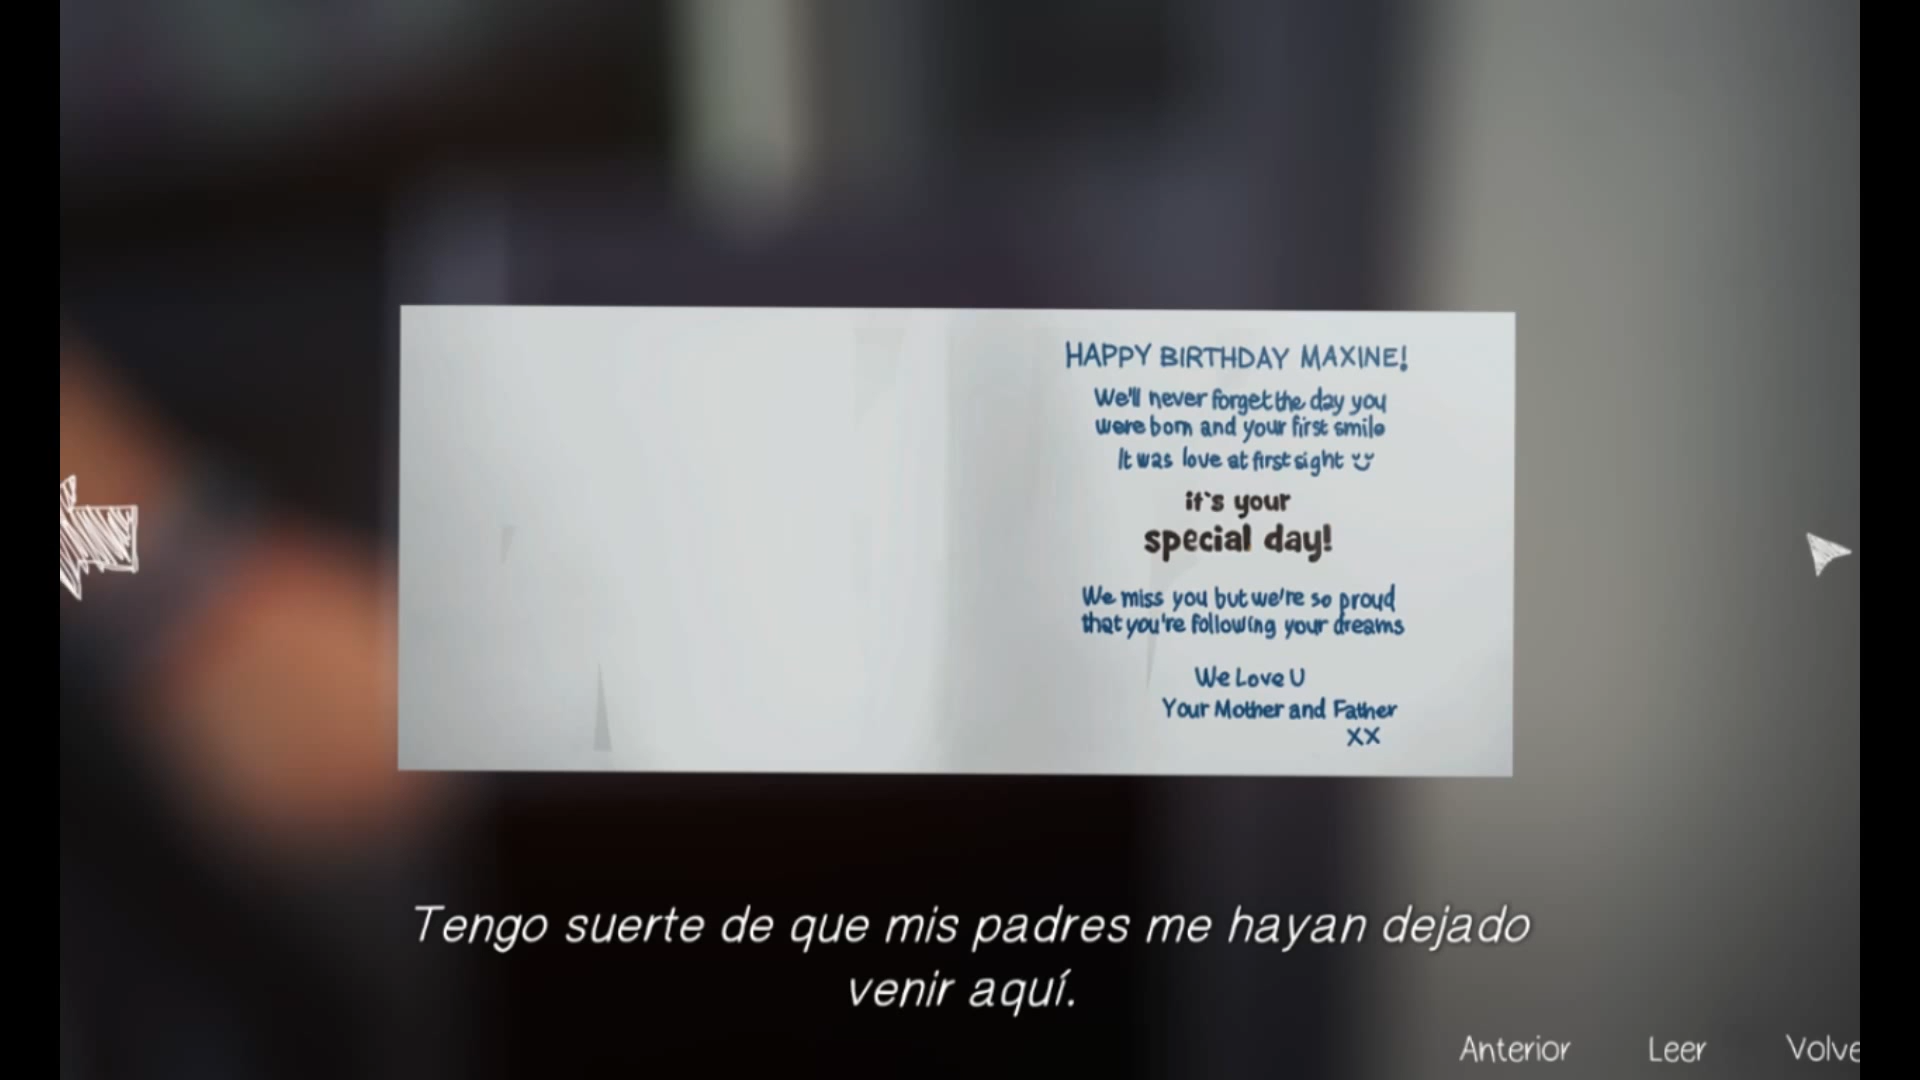 HAPPY BIRTHDAY MAXINE!
We'll never forget the day you
were born and your first smile
It was love at first sight
it's your
special day!
We miss you but we're so proud
that you're following your dreams
We Love U
Your Mother and Father
XX
Tengo suerte de que mis padres me hayan dejado
venir aquí.
Anterior Leer Volve